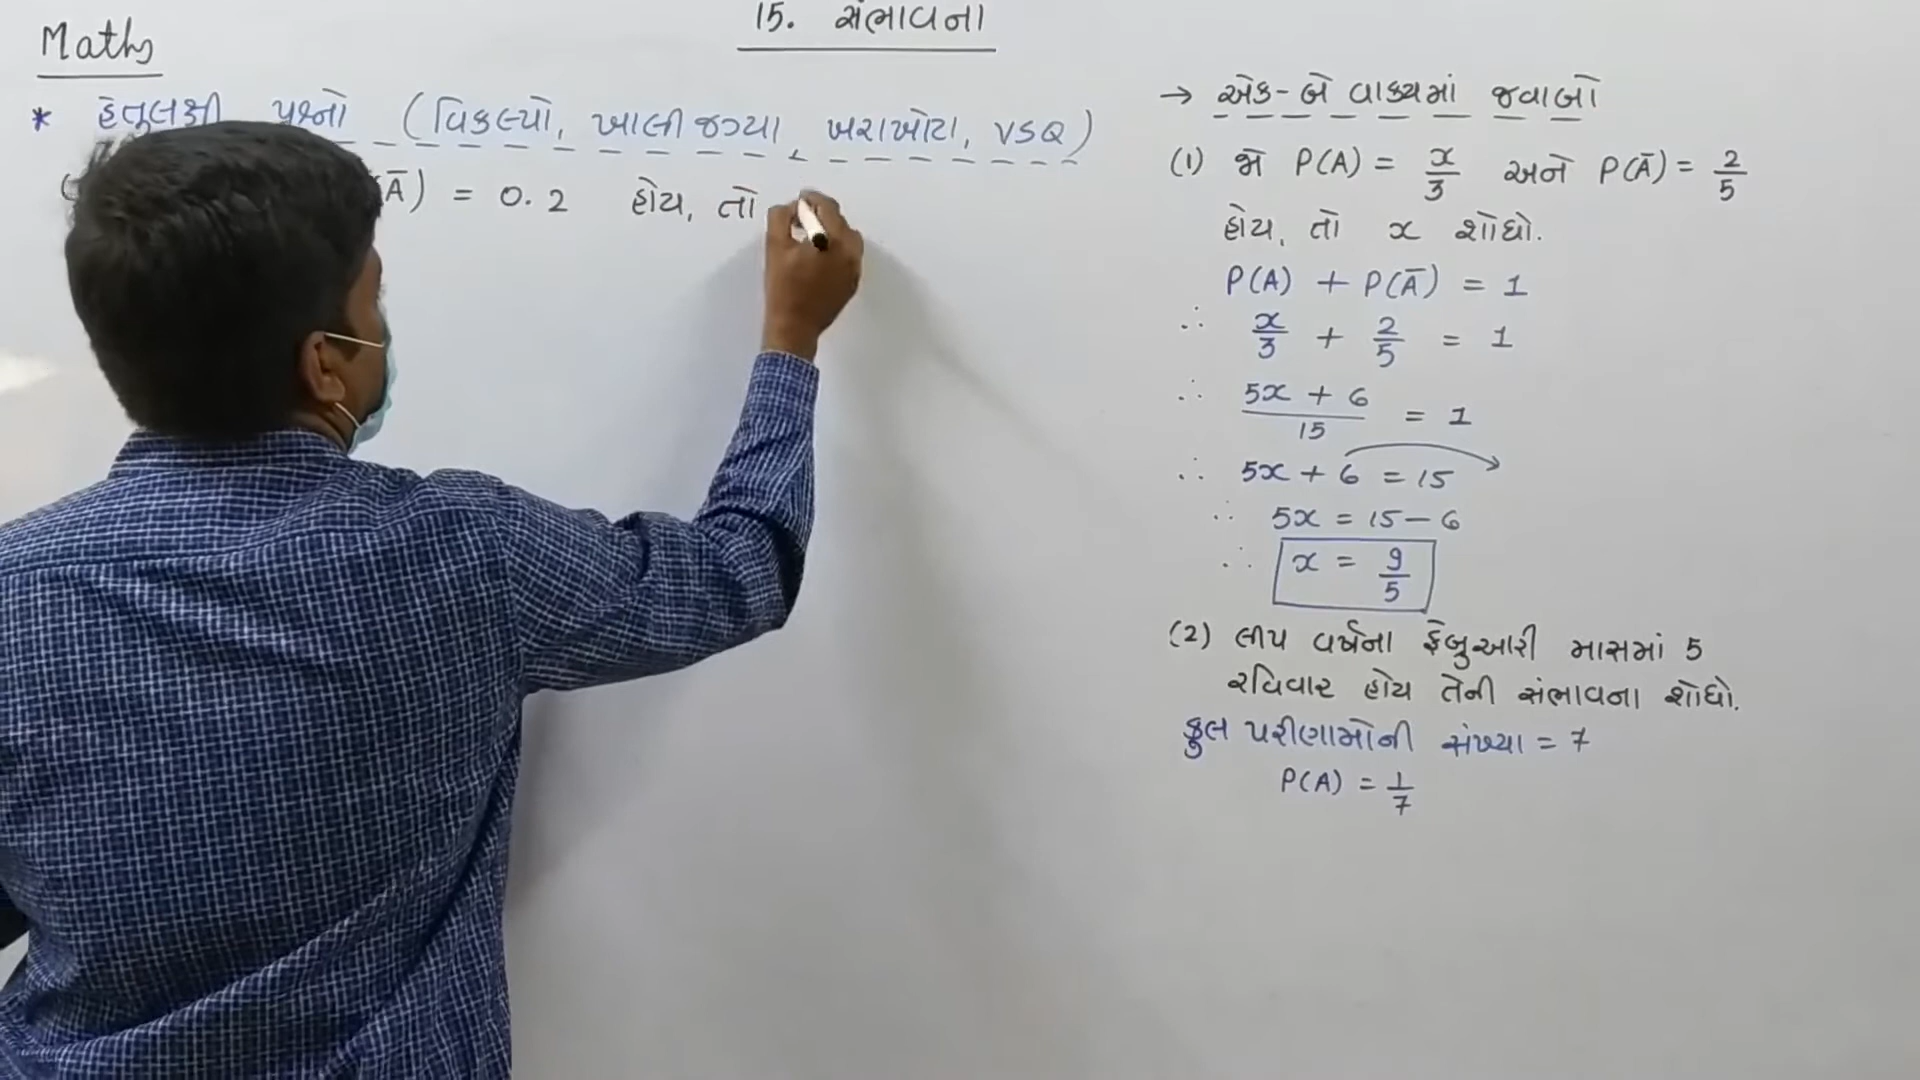 Maths
15. સંભાવના
* હેતુલક્ષી પ્રશ્નો (વિકલ્પો, ખાલી જગ્યા, ખરાખોટા, VSQ)
Ā) = 0.2 હોય, તો
→ એક-બે વાક્યમાં જવાબો
(1) જો P(A) = x/3 અને P(Ā) = 2/5
હોય, તો x શોધો.
P(A) + P(Ā) = 1
∴ x/3 + 2/5 = 1
∴ (5x + 6)/15 = 1
∴ 5x + 6 = 15
∴ 5x = 15 - 6
∴ x = 9/5
(2) લીપ વર્ષના ફેબ્રુઆરી માસમાં 5
રવિવાર હોય તેની સંભાવના શોધો.
કુલ પરીણામોની સંખ્યા = 7
P(A) = 1/7